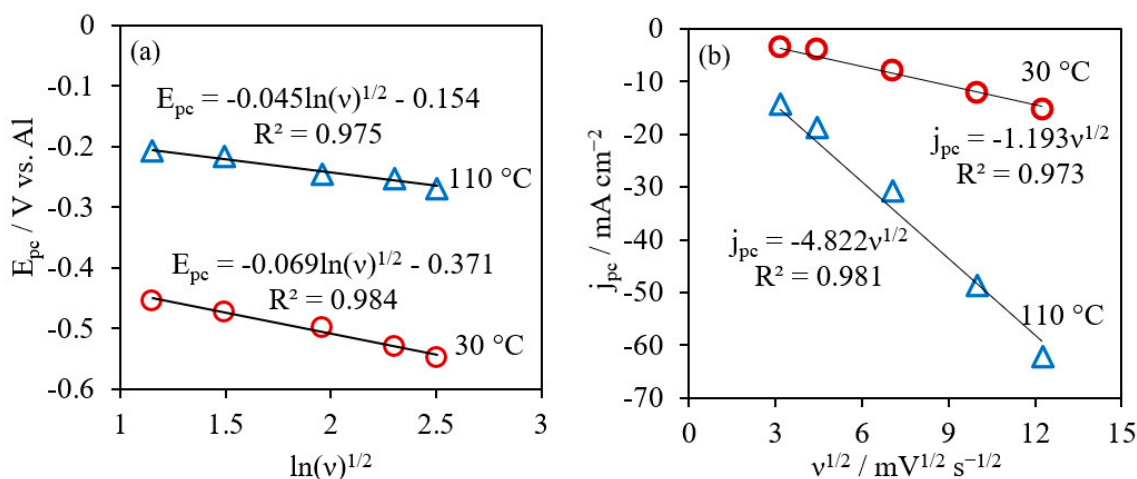 (a)
E_pc / V vs. Al
0
-0.1
-0.2
-0.3
-0.4
-0.5
-0.6
E_pc = -0.045ln(ν)^1/2 - 0.154
R² = 0.975
110 °C
E_pc = -0.069ln(ν)^1/2 - 0.371
R² = 0.984
30 °C
1 1.5 2 2.5 3
ln(ν)^1/2
(b)
j_pc / mA cm⁻²
0
-10
-20
-30
-40
-50
-60
-70
30 °C
j_pc = -1.193ν^1/2
R² = 0.973
j_pc = -4.822ν^1/2
R² = 0.981
110 °C
0 3 6 9 12 15
ν^1/2 / mV^1/2 s^−1/2